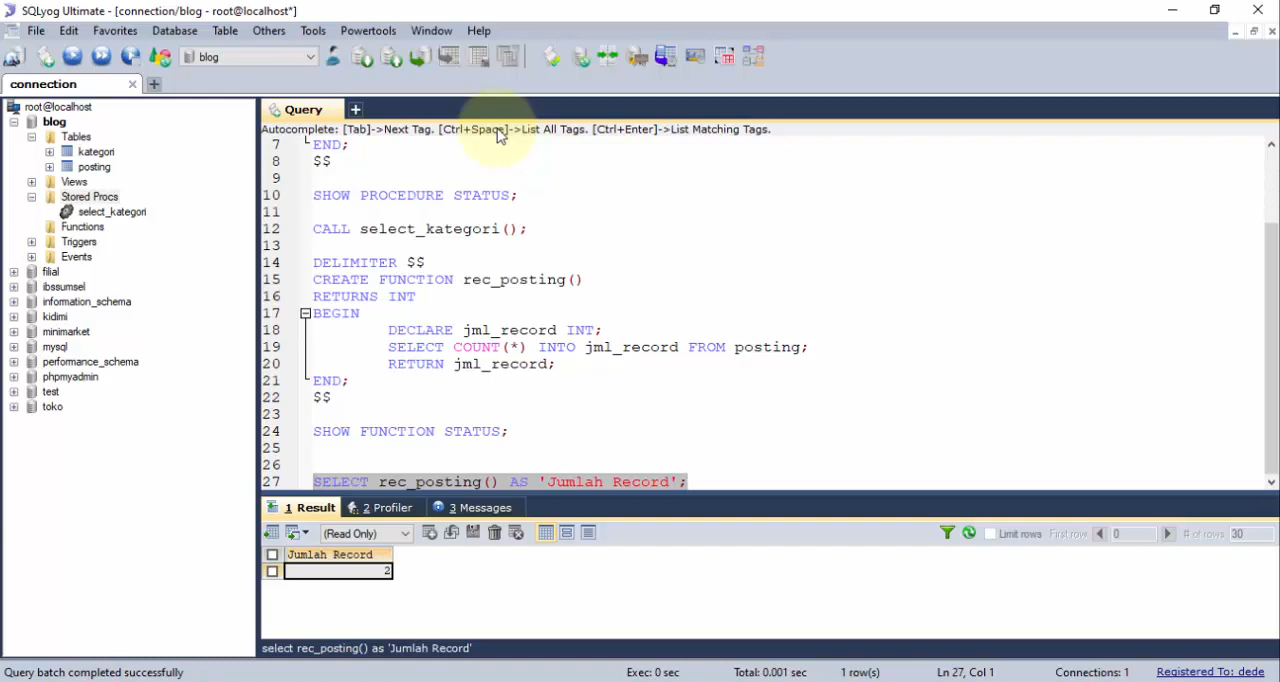 SQLyog Ultimate - [connection/blog - root@localhost*]
File Edit Favorites Database Table Others Tools Powertools Window Help
blog
connection
root@localhost
blog
Tables
kategori
posting
Views
Stored Procs
select_kategori
Functions
Triggers
Events
filial
ibssumsel
information_schema
kidimi
minimarket
mysql
performance_schema
phpmyadmin
test
toko
Query
Autocomplete: [Tab]->Next Tag. [Ctrl+Space]->List All Tags. [Ctrl+Enter]->List Matching Tags.
7 END;
8 $$
9
10 SHOW PROCEDURE STATUS;
11
12 CALL select_kategori();
13
14 DELIMITER $$
15 CREATE FUNCTION rec_posting()
16 RETURNS INT
17 BEGIN
18 DECLARE jml_record INT;
19 SELECT COUNT(*) INTO jml_record FROM posting;
20 RETURN jml_record;
21 END;
22 $$
23
24 SHOW FUNCTION STATUS;
25
26
27 SELECT rec_posting() AS 'Jumlah Record';
1 Result 2 Profiler 3 Messages
(Read Only) Limit rows First row: 0 # of rows: 30
Jumlah Record
2
select rec_posting() as 'Jumlah Record'
Query batch completed successfully Exec: 0 sec Total: 0.001 sec 1 row(s) Ln 27, Col 1 Connections: 1 Registered To: dede